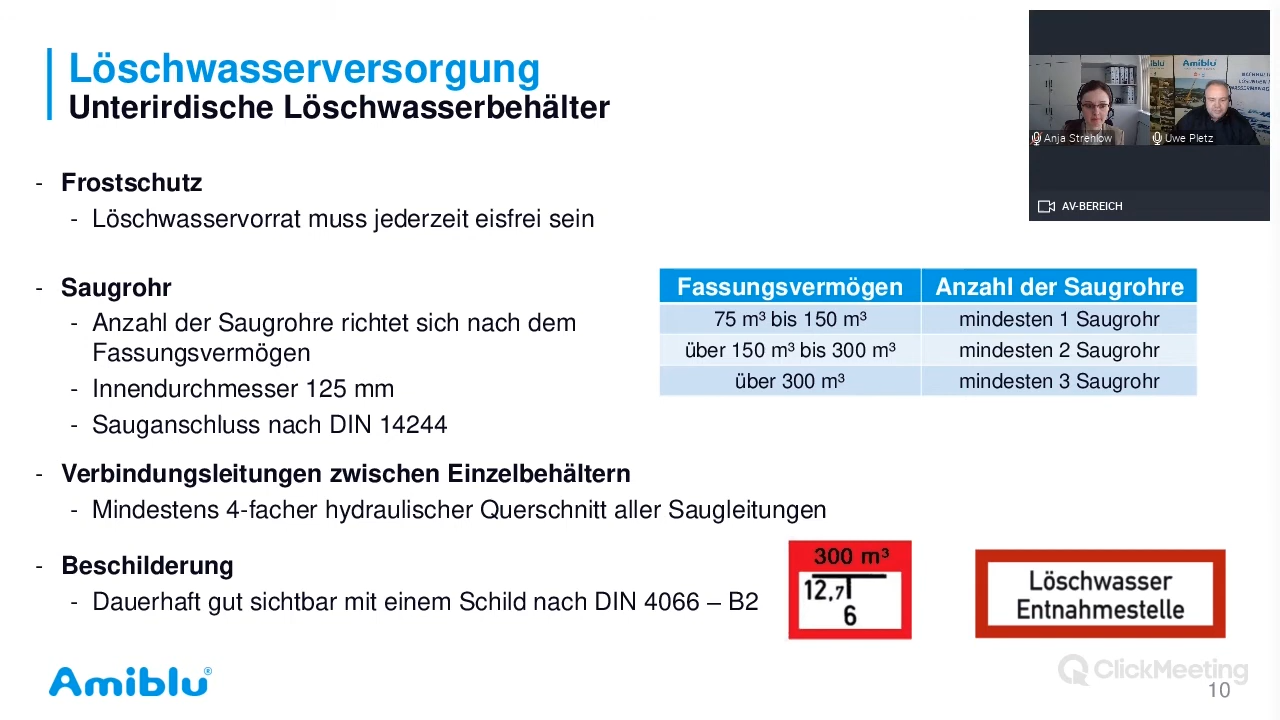 Löschwasserversorgung
Unterirdische Löschwasserbehälter
- Frostschutz
- Löschwasservorrat muss jederzeit eisfrei sein
- Saugrohr
- Anzahl der Saugrohre richtet sich nach dem
Fassungsvermögen
- Innendurchmesser 125 mm
- Sauganschluss nach DIN 14244
Fassungsvermögen Anzahl der Saugrohre
75 m³ bis 150 m³ mindesten 1 Saugrohr
über 150 m³ bis 300 m³ mindesten 2 Saugrohr
über 300 m³ mindesten 3 Saugrohr
- Verbindungsleitungen zwischen Einzelbehältern
- Mindestens 4-facher hydraulischer Querschnitt aller Saugleitungen
- Beschilderung
- Dauerhaft gut sichtbar mit einem Schild nach DIN 4066 – B2
300 m³
12,7
6
Löschwasser
Entnahmestelle
Amiblu®
ClickMeeting
10
Amiblu
Anja Strehlow
Uwe Pletz
AV-BEREICH